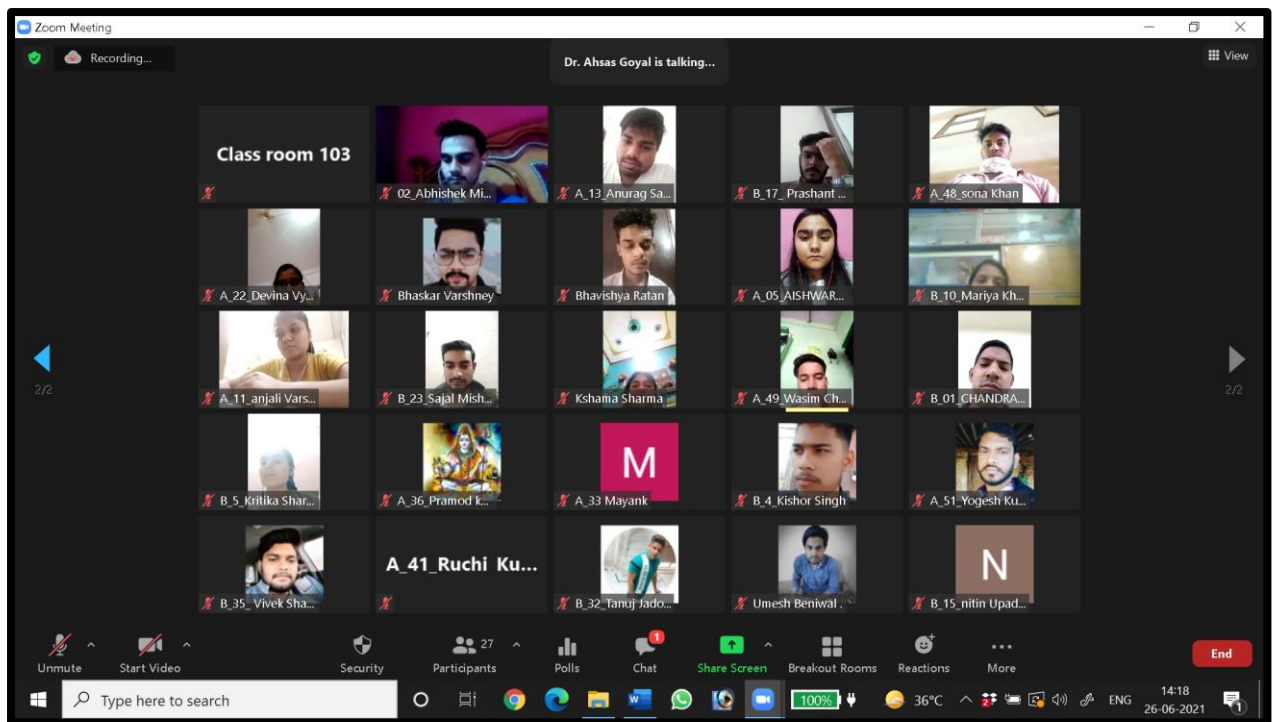 Zoom Meeting
Recording...
Dr. Ahsas Goyal is talking...
View
Class room 103
02_Abhishek Mi...
A_13_Anurag Sa...
B_17_ Prashant ...
A_48_sona Khan
A_22_Devina Vy...
Bhaskar Varshney
Bhavishya Ratan
A_05_AISHWAR...
B_10_Mariya Kh...
A_11_anjali Vars...
B_23_Sajal Mish...
Kshama Sharma
A_49_Wasim Ch...
B_01_CHANDRA...
2/2
2/2
B_5_Kritika Shar...
A_36_Pramod k...
M
A_33 Mayank
B_4_Kishor Singh
A_51_Yogesh Ku...
B_35_ Vivek Sha...
A_41_Ruchi Ku...
B_32_Tanuj Jado...
Umesh Beniwal .
N
B_15_nitin Upad...
Unmute
Start Video
Security
27
Participants
Polls
1
Chat
Share Screen
Breakout Rooms
Reactions
More
End
Type here to search
100%
36°C
ENG
14:18
26-06-2021
1